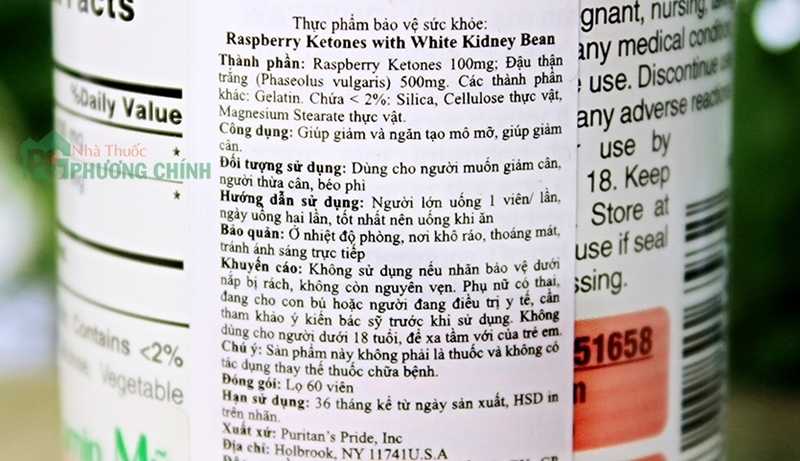 Facts
%Daily Value
*
*
*
Contains <2%
Vegetable
Nhà Thuốc
PHƯƠNG CHÍNH
Thực phẩm bảo vệ sức khỏe:
Raspberry Ketones with White Kidney Bean
Thành phần: Raspberry Ketones 100mg; Đậu thận
trắng (Phaseolus vulgaris) 500mg. Các thành phần
khác: Gelatin. Chứa < 2%: Silica, Cellulose thực vật,
Magnesium Stearate thực vật.
Công dụng: Giúp giảm và ngăn tạo mô mỡ, giúp giảm
cân.
Đối tượng sử dụng: Dùng cho người muốn giảm cân,
người thừa cân, béo phì
Hướng dẫn sử dụng: Người lớn uống 1 viên/ lần,
ngày uống hai lần, tốt nhất nên uống khi ăn
Bảo quản: Ở nhiệt độ phòng, nơi khô ráo, thoáng mát,
tránh ánh sáng trực tiếp
Khuyến cáo: Không sử dụng nếu nhãn bảo vệ dưới
nắp bị rách, không còn nguyên vẹn. Phụ nữ có thai,
đang cho con bú hoặc người đang điều trị y tế, cần
tham khảo ý kiến bác sỹ trước khi sử dụng. Không
dùng cho người dưới 18 tuổi, để xa tầm với của trẻ em.
Chú ý: Sản phẩm này không phải là thuốc và không có
tác dụng thay thế thuốc chữa bệnh.
Đóng gói: Lọ 60 viên
Hạn sử dụng: 36 tháng kể từ ngày sản xuất, HSD in
trên nhãn.
Xuất xứ: Puritan's Pride, Inc
Địa chỉ: Holbrook, NY 11741U.S.A
gnant, nursing,
any medical condition
use. Discontinue use
any adverse reactions
use by
18. Keep
Store at
use if seal
ssing.
51658